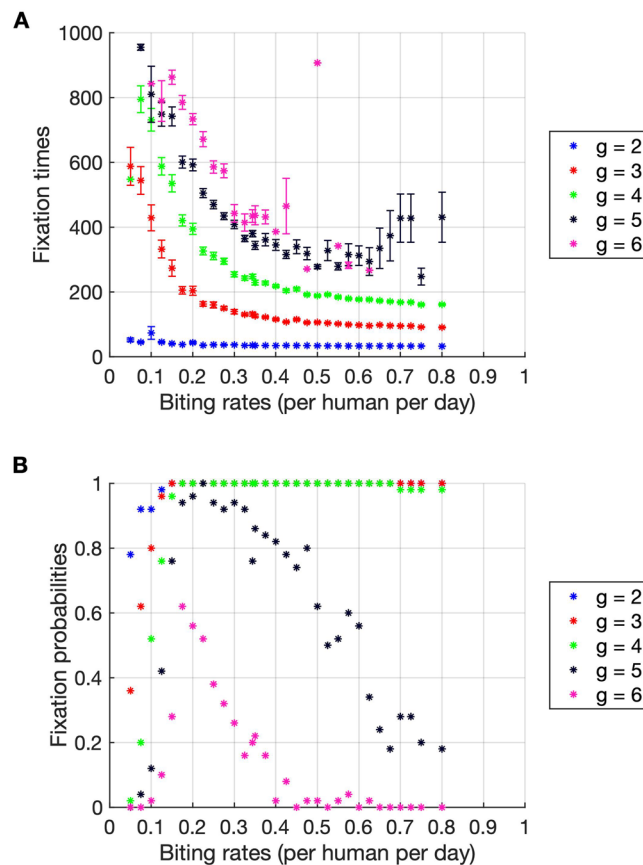 A
1000
800
600
400
200
0
Fixation times
0 0.1 0.2 0.3 0.4 0.5 0.6 0.7 0.8 0.9 1
Biting rates (per human per day)
g = 2
g = 3
g = 4
g = 5
g = 6
B
1
0.8
0.6
0.4
0.2
0
Fixation probabilities
0 0.1 0.2 0.3 0.4 0.5 0.6 0.7 0.8 0.9 1
Biting rates (per human per day)
g = 2
g = 3
g = 4
g = 5
g = 6